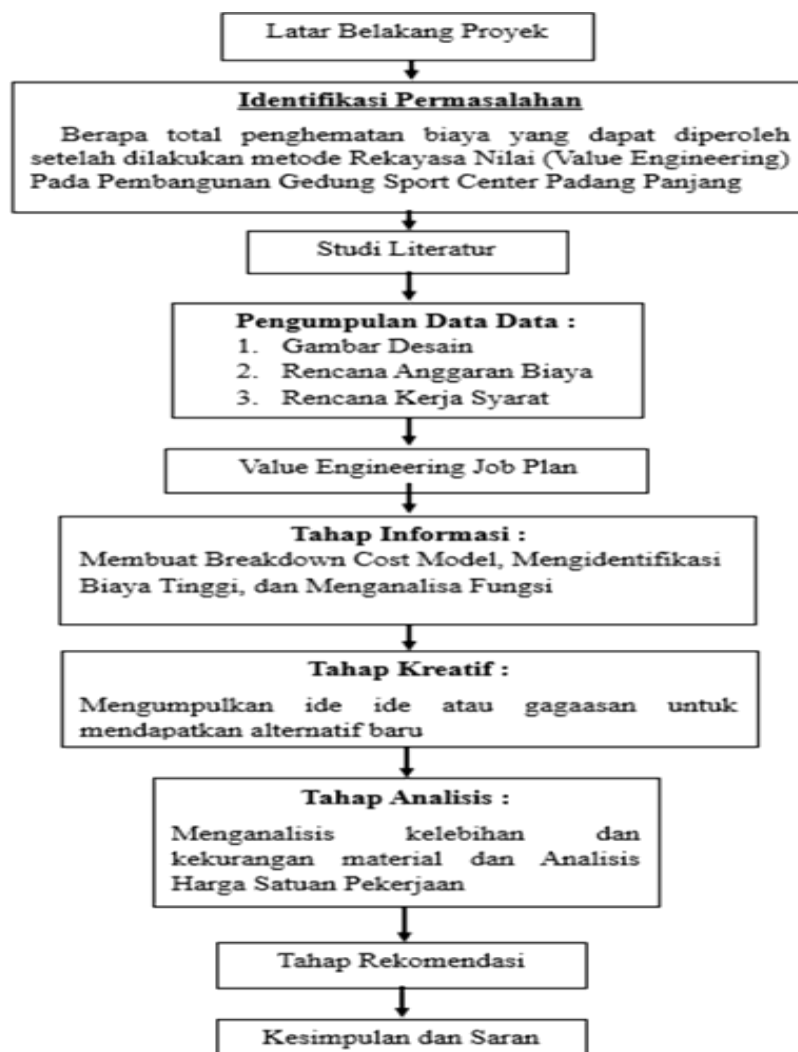 Latar Belakang Proyek
Identifikasi Permasalahan
Berapa total penghematan biaya yang dapat diperoleh
setelah dilakukan metode Rekayasa Nilai (Value Engineering)
Pada Pembangunan Gedung Sport Center Padang Panjang
Studi Literatur
Pengumpulan Data Data :
1. Gambar Desain
2. Rencana Anggaran Biaya
3. Rencana Kerja Syarat
Value Engineering Job Plan
Tahap Informasi :
Membuat Breakdown Cost Model, Mengidentifikasi
Biaya Tinggi, dan Menganalisa Fungsi
Tahap Kreatif :
Mengumpulkan ide ide atau gagaasan untuk
mendapatkan alternatif baru
Tahap Analisis :
Menganalisis kelebihan dan
kekurangan material dan Analisis
Harga Satuan Pekerjaan
Tahap Rekomendasi
Kesimpulan dan Saran